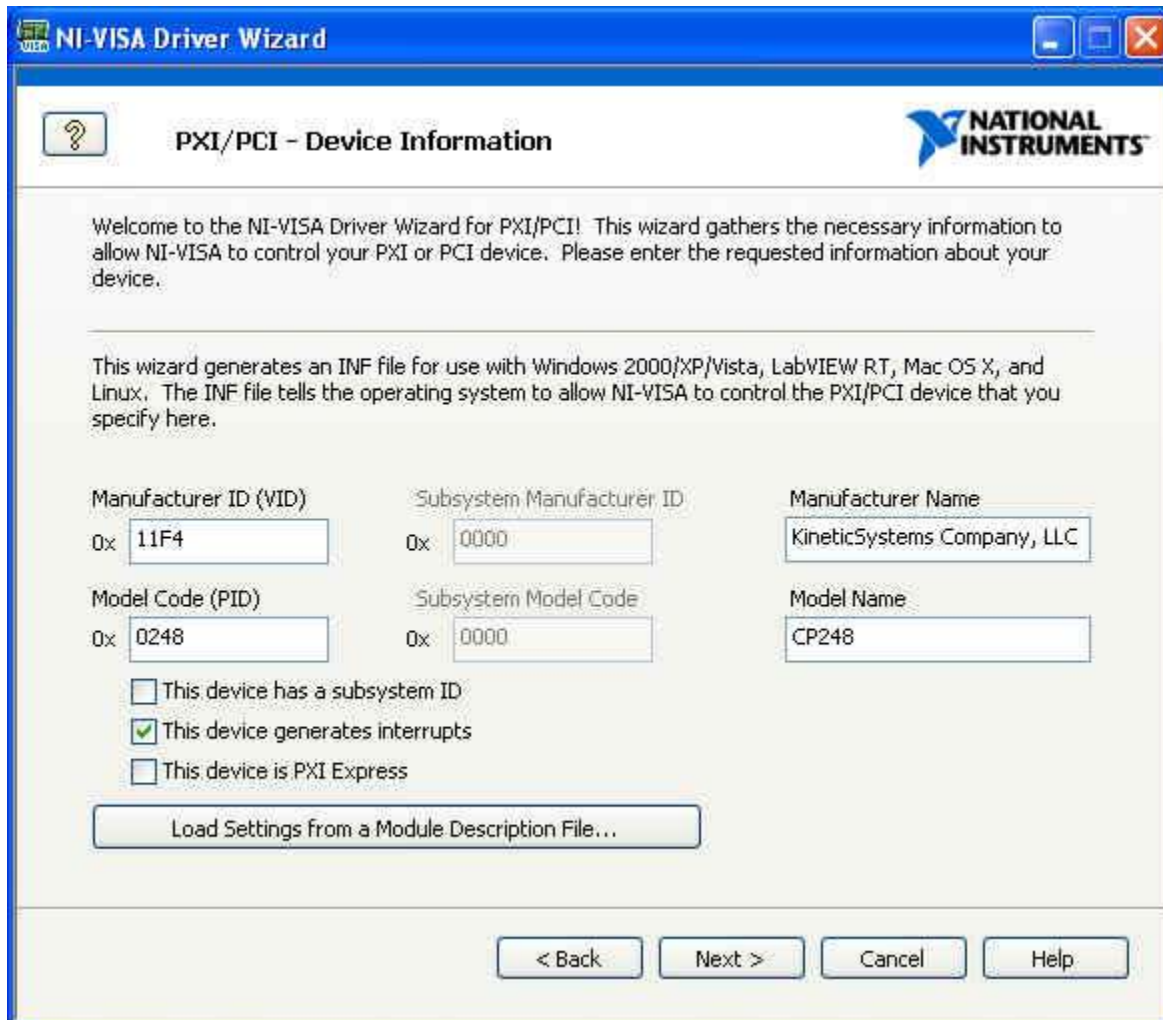 NI-VISA Driver Wizard
?
PXI/PCI - Device Information
NATIONAL
INSTRUMENTS
Welcome to the NI-VISA Driver Wizard for PXI/PCI! This wizard gathers the necessary information to
allow NI-VISA to control your PXI or PCI device. Please enter the requested information about your
device.
This wizard generates an INF file for use with Windows 2000/XP/Vista, LabVIEW RT, Mac OS X, and
Linux. The INF file tells the operating system to allow NI-VISA to control the PXI/PCI device that you
specify here.
Manufacturer ID (VID) Subsystem Manufacturer ID Manufacturer Name
0x 11F4 0x 0000 KineticSystems Company, LLC
Model Code (PID) Subsystem Model Code Model Name
0x 0248 0x 0000 CP248
This device has a subsystem ID
This device generates interrupts
This device is PXI Express
Load Settings from a Module Description File...
< Back Next > Cancel Help